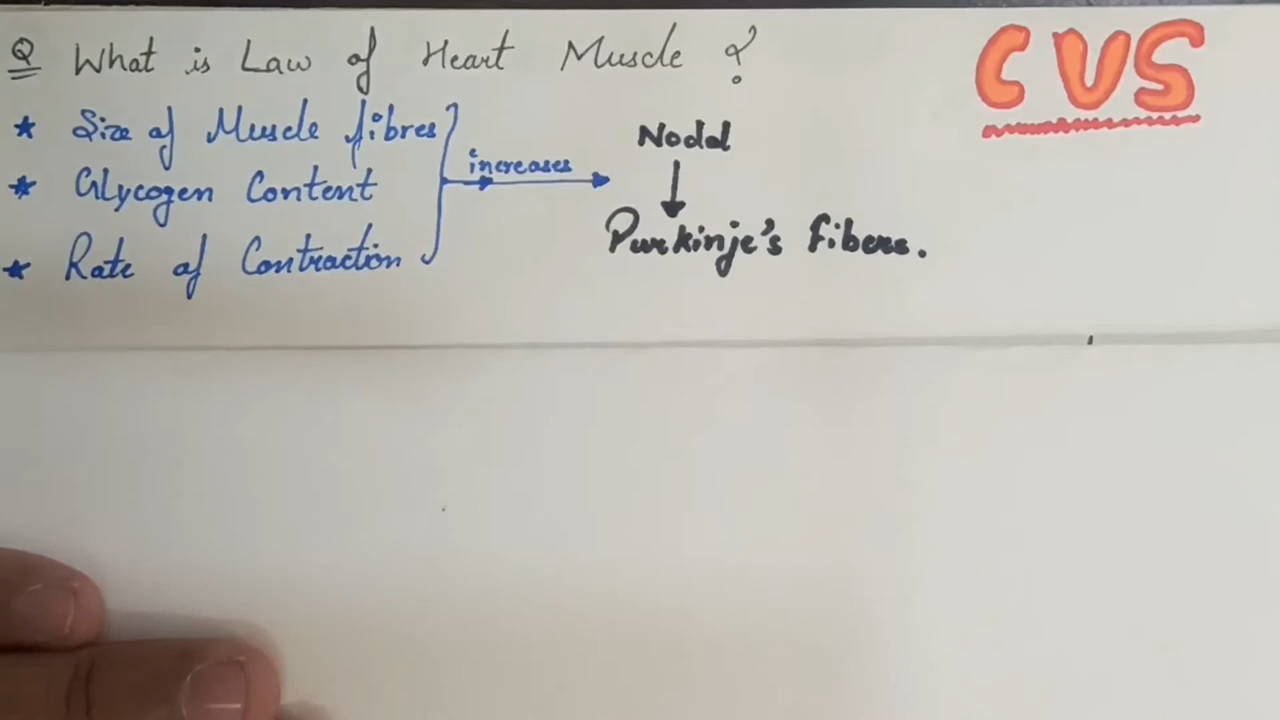 Q What is Law of Heart Muscle ?
CVS
★ Size of Muscle fibres
★ Glycogen Content
★ Rate of Contraction
increases
Nodal
Purkinje's fibers.